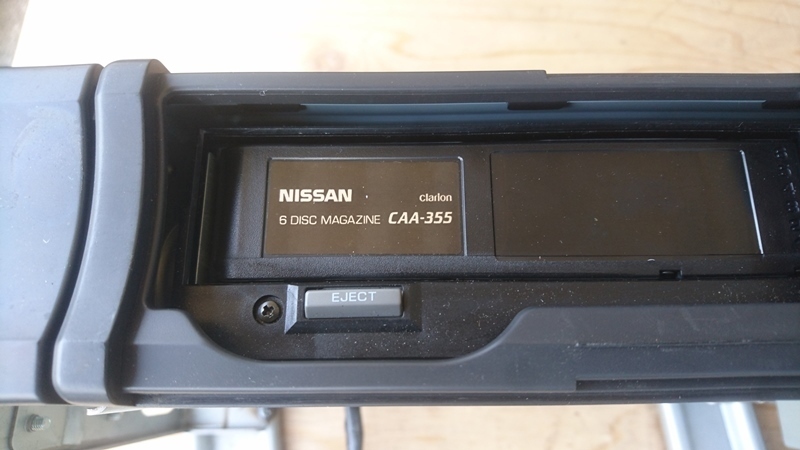 NISSAN clarion
6 DISC MAGAZINE CAA-355
EJECT